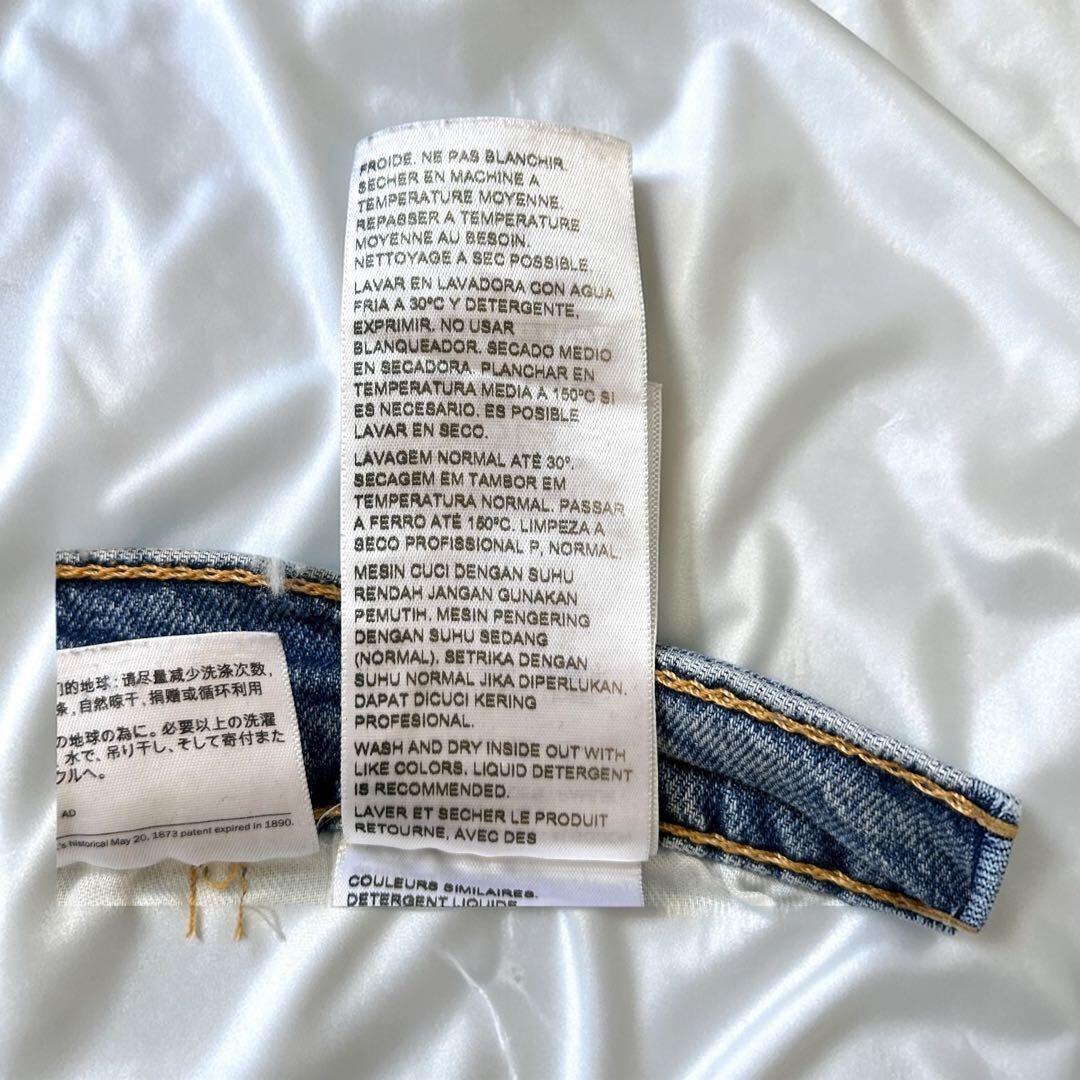 FROIDE. NE PAS BLANCHIR.
SECHER EN MACHINE A
TEMPERATURE MOYENNE.
REPASSER A TEMPERATURE
MOYENNE AU BESOIN.
NETTOYAGE A SEC POSSIBLE.
LAVAR EN LAVADORA CON AGUA
FRIA A 30°C Y DETERGENTE,
EXPRIMIR. NO USAR
BLANQUEADOR. SECADO MEDIO
EN SECADORA. PLANCHAR EN
TEMPERATURA MEDIA A 150°C SI
ES NECESARIO. ES POSIBLE
LAVAR EN SECO.
LAVAGEM NORMAL ATÉ 30°.
SECAGEM EM TAMBOR EM
TEMPERATURA NORMAL. PASSAR
A FERRO ATÉ 150°C. LIMPEZA A
SECO PROFISSIONAL P, NORMAL
MESIN CUCI DENGAN SUHU
RENDAH JANGAN GUNAKAN
PEMUTIH. MESIN PENGERING
DENGAN SUHU SEDANG
(NORMAL). SETRIKA DENGAN
SUHU NORMAL JIKA DIPERLUKAN.
DAPAT DICUCI KERING
PROFESIONAL.
WASH AND DRY INSIDE OUT WITH
LIKE COLORS. LIQUID DETERGENT
IS RECOMMENDED.
LAVER ET SECHER LE PRODUIT
RETOURNE, AVEC DES
COULEURS SIMILAIRES.
DETERGENT LIQUIDE
的地球：请尽量减少洗涤次数,
条, 自然晾干、捐赠或循环利用
の地球の為に。必要以上の洗濯
水で、吊り干し、そして寄付また
クルへ。
AD
's historical May 20, 1873 patent expired in 1890.